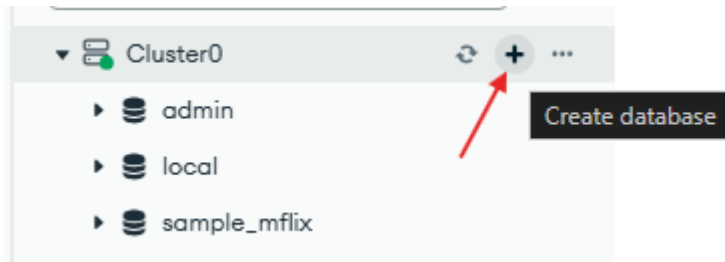 Cluster0
admin
Create database
local
sample_mflix